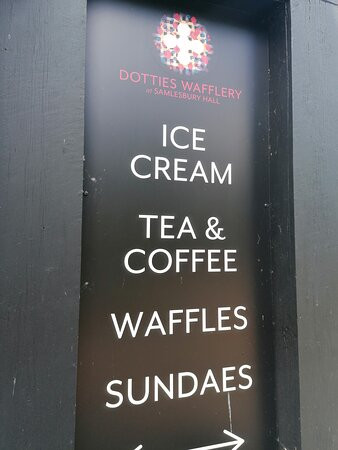 DOTTIES WAFFLERY
at SAMLESBURY HALL
ICE
CREAM
TEA &
COFFEE
WAFFLES
SUNDAES